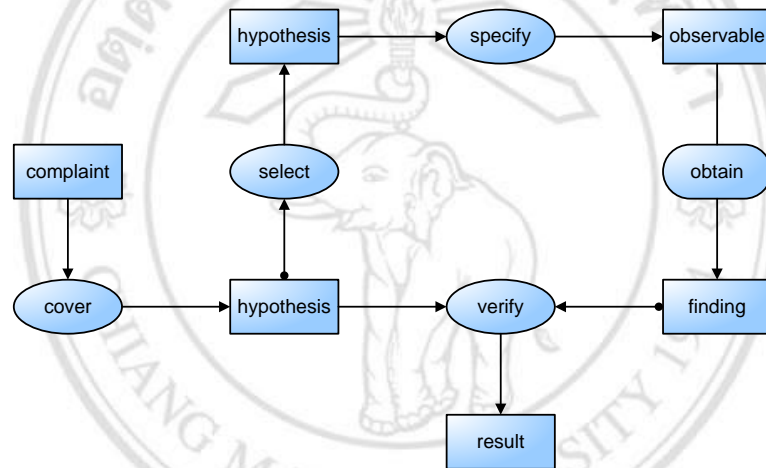 hypothesis
specify
observable
complaint
select
obtain
cover
hypothesis
verify
finding
result